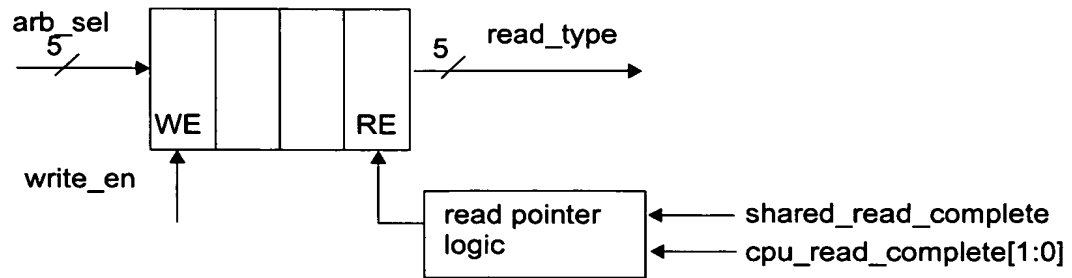 arb_sel
5
5
read_type
WE
RE
write_en
read pointer
logic
shared_read_complete
cpu_read_complete[1:0]